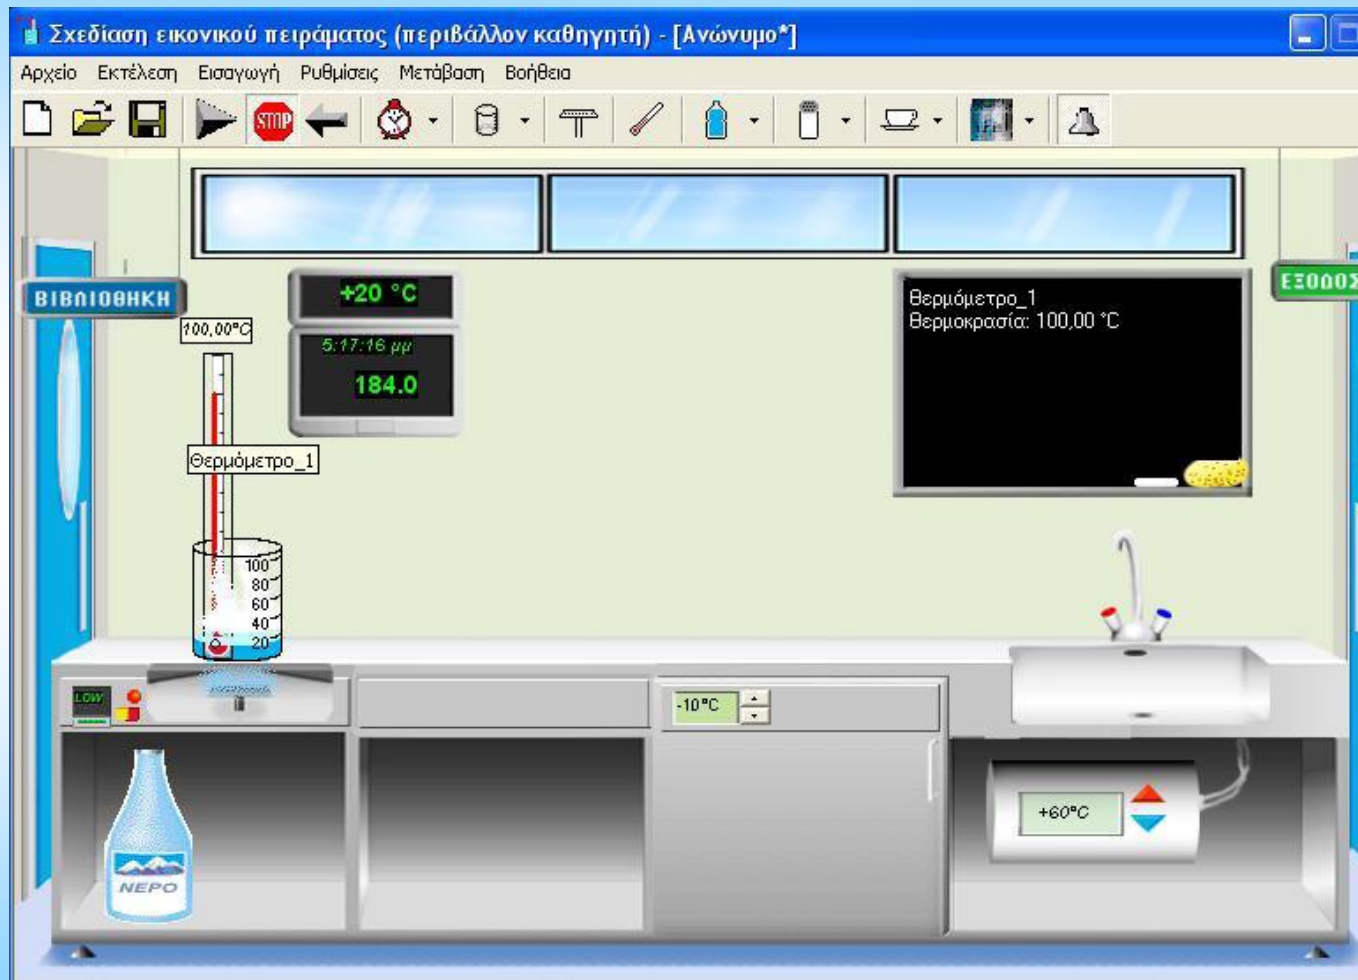 Σχεδίαση εικονικού πειράματος (περιβάλλον καθηγητή) - [Ανώνυμο*]
Αρχείο Εκτέλεση Εισαγωγή Ρυθμίσεις Μετάβαση Βοήθεια
STOP
ΒΙΒΛΙΟΘΗΚΗ
ΕΞΟΔΟΣ
+20 °C
5:17:16 μμ
184.0
Θερμόμετρο_1
Θερμοκρασία: 100,00 °C
100,00°C
Θερμόμετρο_1
100
80
60
40
20
LOW
-10°C
+60°C
ΝΕΡΟ